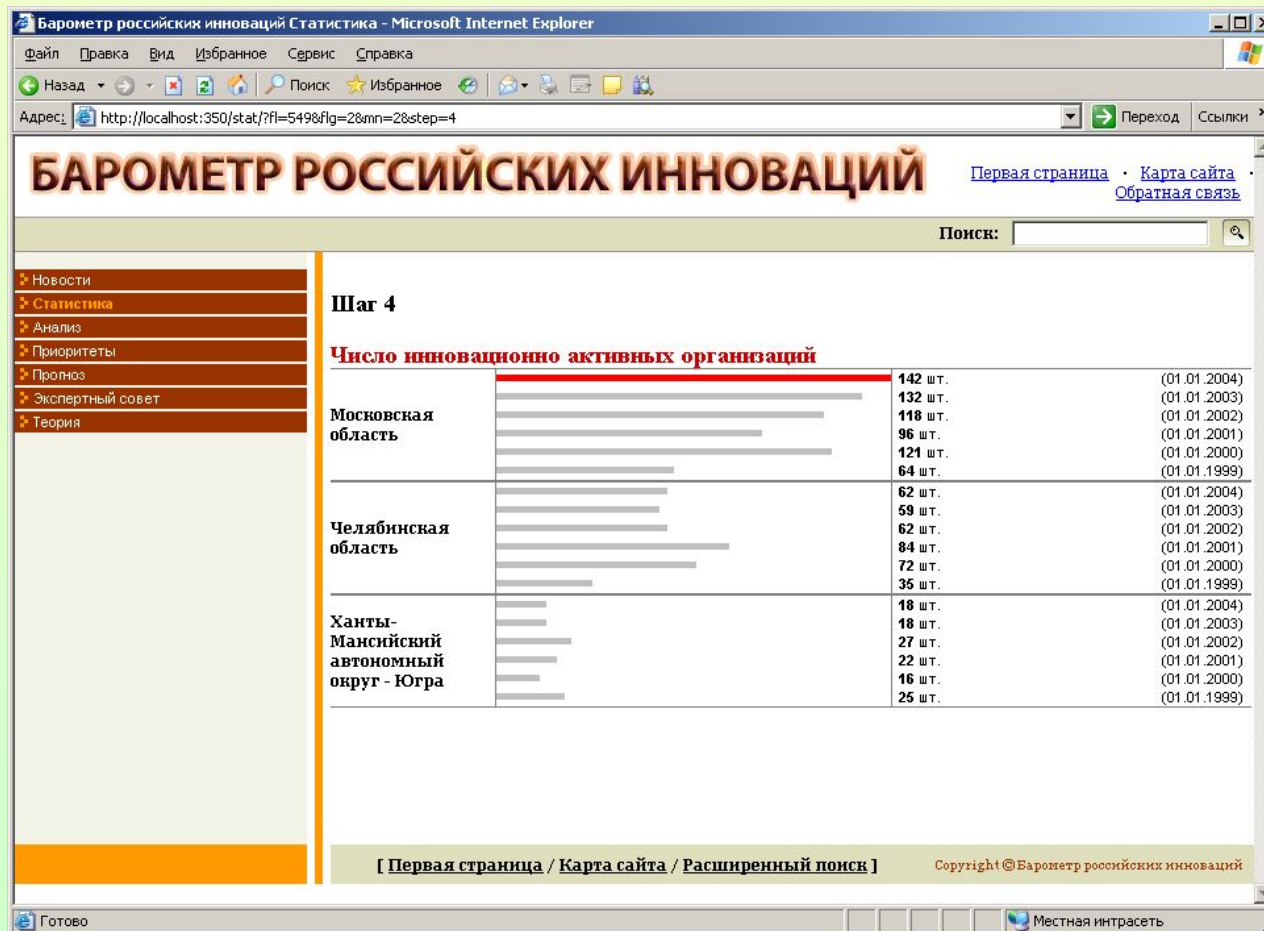 Барометр российских инноваций Статистика - Microsoft Internet Explorer
Файл Правка Вид Избранное Сервис Справка
Назад Поиск Избранное
Адрес: http://localhost:350/stat/?fl=549&flg=2&mn=2&step=4 Переход Ссылки
БАРОМЕТР РОССИЙСКИХ ИННОВАЦИЙ
Первая страница · Карта сайта ·
Обратная связь
Поиск:
Новости
Статистика
Анализ
Приоритеты
Прогноз
Экспертный совет
Теория
Шаг 4
Число инновационно активных организаций
Московская
область
142 шт. (01.01.2004)
132 шт. (01.01.2003)
118 шт. (01.01.2002)
96 шт. (01.01.2001)
121 шт. (01.01.2000)
64 шт. (01.01.1999)
Челябинская
область
62 шт. (01.01.2004)
59 шт. (01.01.2003)
62 шт. (01.01.2002)
84 шт. (01.01.2001)
72 шт. (01.01.2000)
35 шт. (01.01.1999)
Ханты-
Мансийский
автономный
округ - Югра
18 шт. (01.01.2004)
18 шт. (01.01.2003)
27 шт. (01.01.2002)
22 шт. (01.01.2001)
16 шт. (01.01.2000)
25 шт. (01.01.1999)
[ Первая страница / Карта сайта / Расширенный поиск ]
Copyright © Барометр российских инноваций
Готово
Местная интрасеть